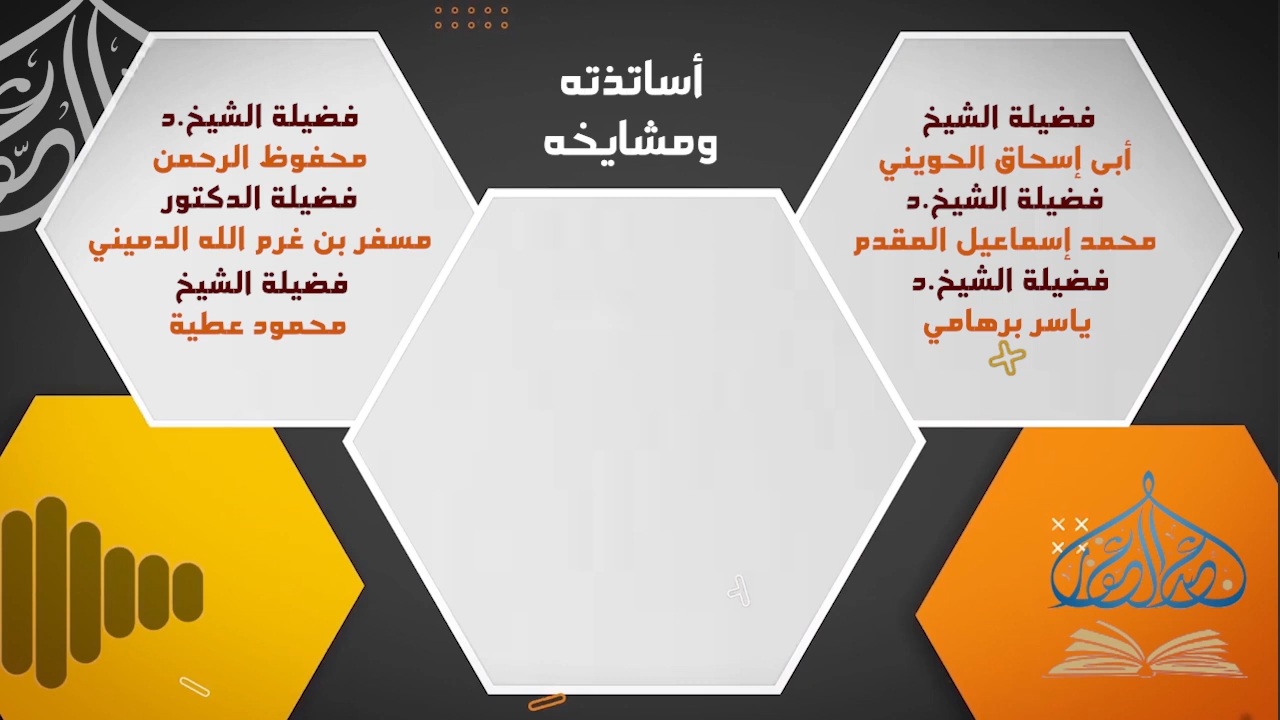 أساتذته
ومشايخه
فضيلة الشيخ
أبى إسحاق الحويني
فضيلة الشيخ.د
محمد إسماعيل المقدم
فضيلة الشيخ.د
ياسر برهامي
فضيلة الشيخ.د
محفوظ الرحمن
فضيلة الدكتور
مسفر بن غرم الله الدميني
فضيلة الشيخ
محمود عطية